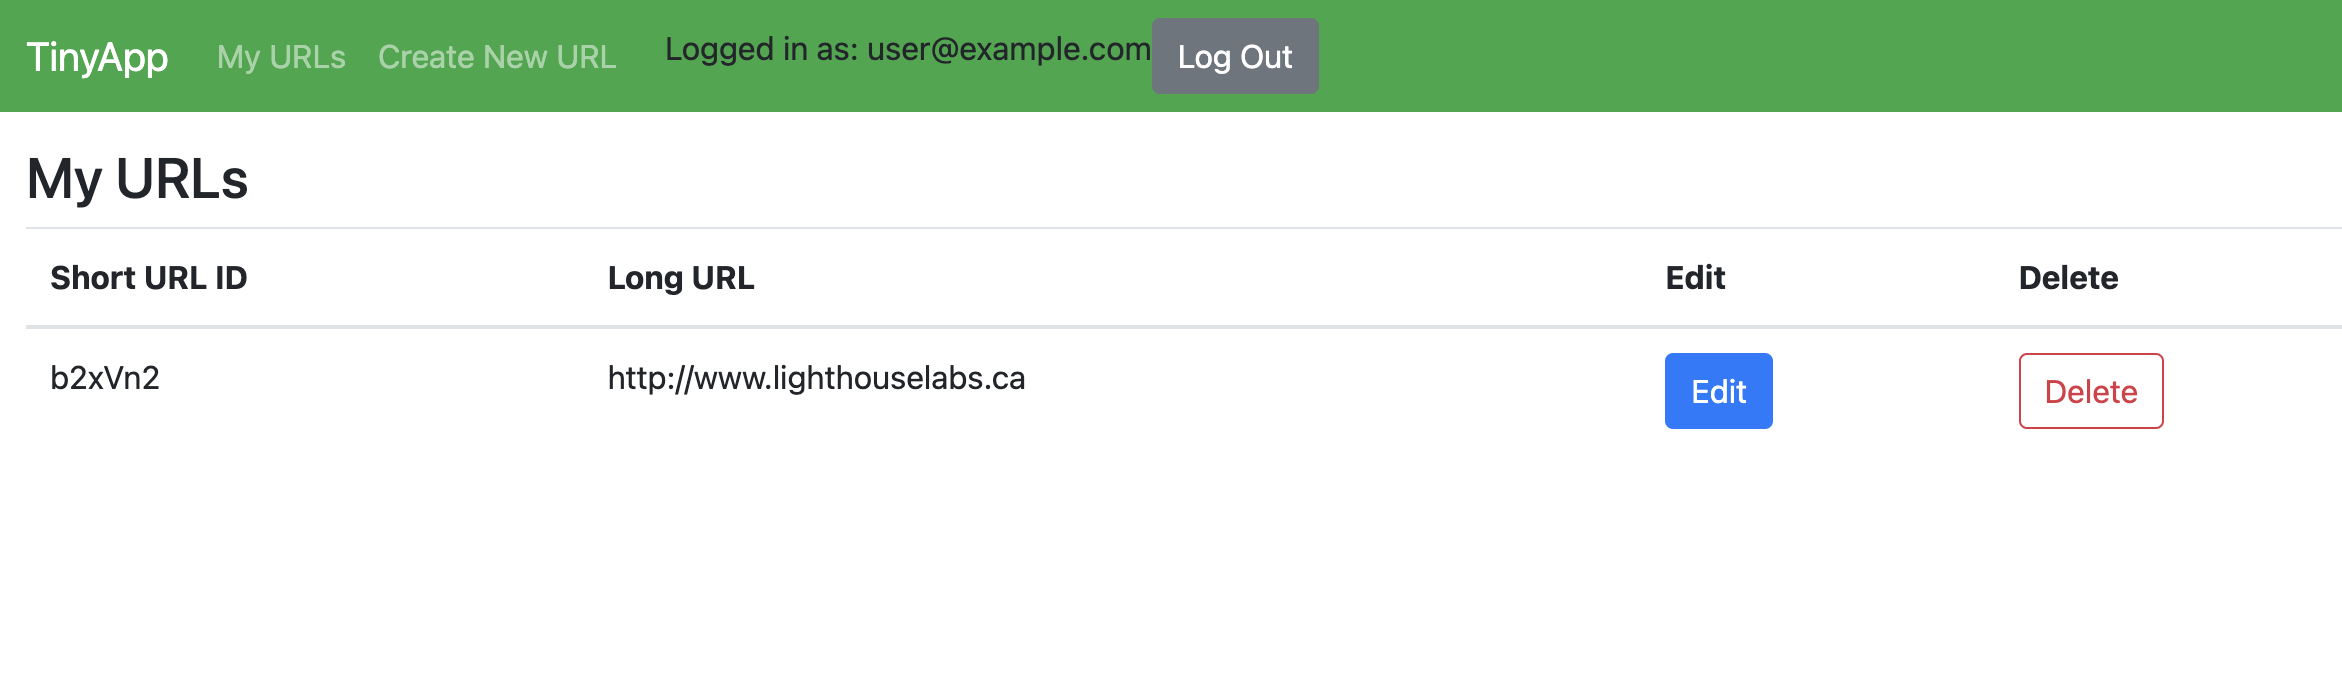 TinyApp My URLs Create New URL Logged in as: user@example.com Log Out
My URLs
Short URL ID Long URL Edit Delete
b2xVn2 http://www.lighthouselabs.ca Edit Delete